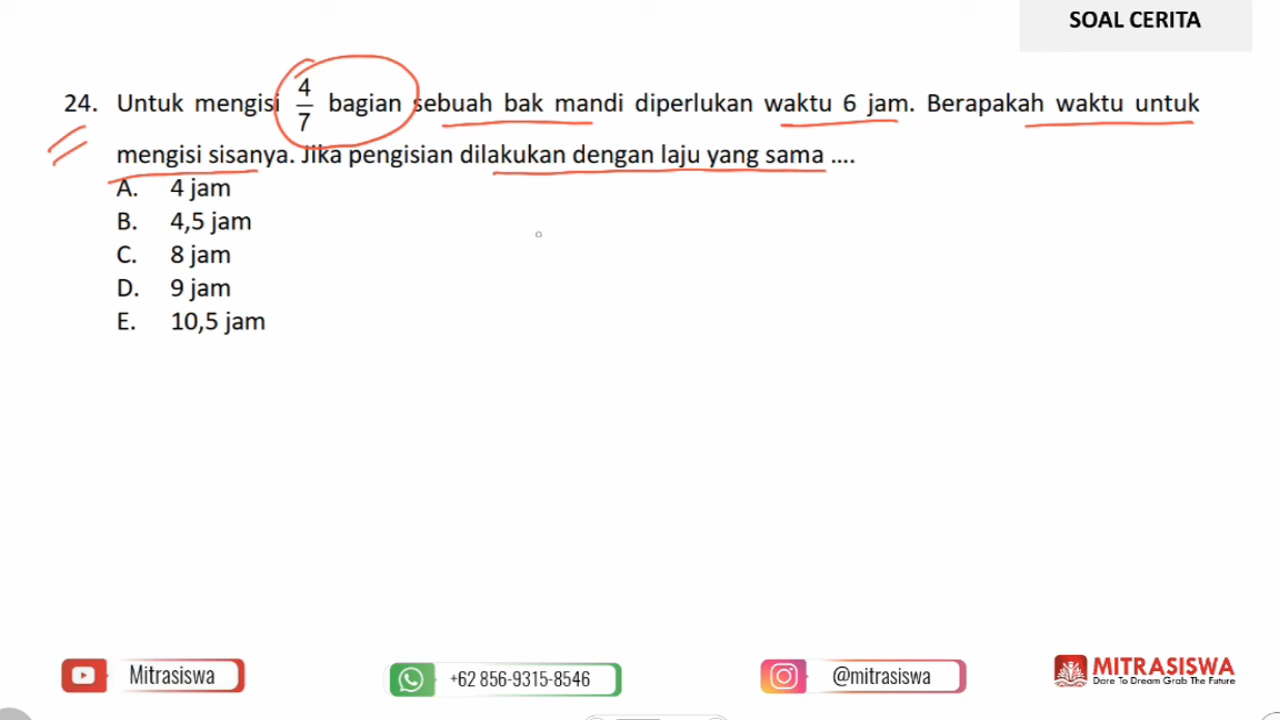 SOAL CERITA
24. Untuk mengisi 4/7 bagian sebuah bak mandi diperlukan waktu 6 jam. Berapakah waktu untuk
mengisi sisanya. Jika pengisian dilakukan dengan laju yang sama ....
A. 4 jam
B. 4,5 jam
C. 8 jam
D. 9 jam
E. 10,5 jam
Mitrasiswa
+62 856-9315-8546
@mitrasiswa
MITRASISWA
Dare To Dream Grab The Future